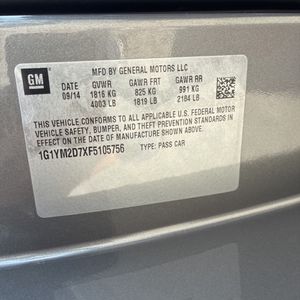 GM
MFD BY GENERAL MOTORS LLC
DATE GVWR GAWR FRT GAWR RR
09/14 1816 KG 825 KG 991 KG
4003 LB 1819 LB 2184 LB
THIS VEHICLE CONFORMS TO ALL APPLICABLE U.S. FEDERAL MOTOR
VEHICLE SAFETY, BUMPER, AND THEFT PREVENTION STANDARDS IN
EFFECT ON THE DATE OF MANUFACTURE SHOWN ABOVE.
1G1YM2D7XF5105756 TYPE: PASS CAR